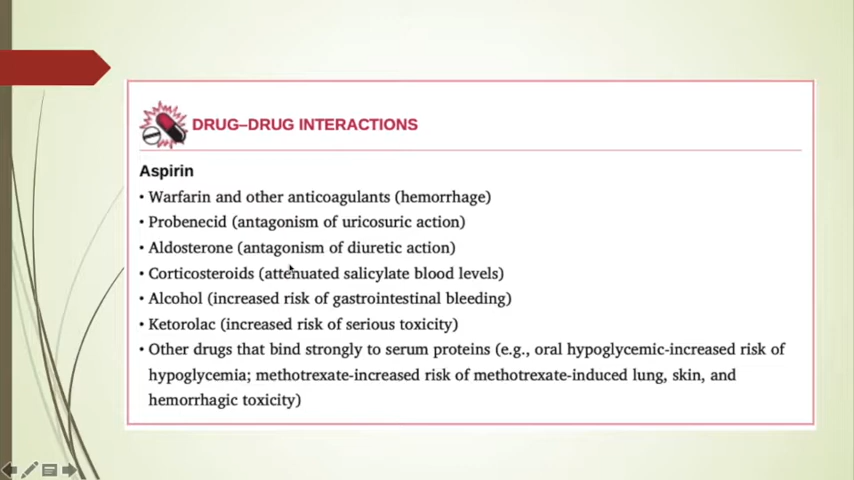 DRUG–DRUG INTERACTIONS
Aspirin
• Warfarin and other anticoagulants (hemorrhage)
• Probenecid (antagonism of uricosuric action)
• Aldosterone (antagonism of diuretic action)
• Corticosteroids (attenuated salicylate blood levels)
• Alcohol (increased risk of gastrointestinal bleeding)
• Ketorolac (increased risk of serious toxicity)
• Other drugs that bind strongly to serum proteins (e.g., oral hypoglycemic-increased risk of
hypoglycemia; methotrexate-increased risk of methotrexate-induced lung, skin, and
hemorrhagic toxicity)